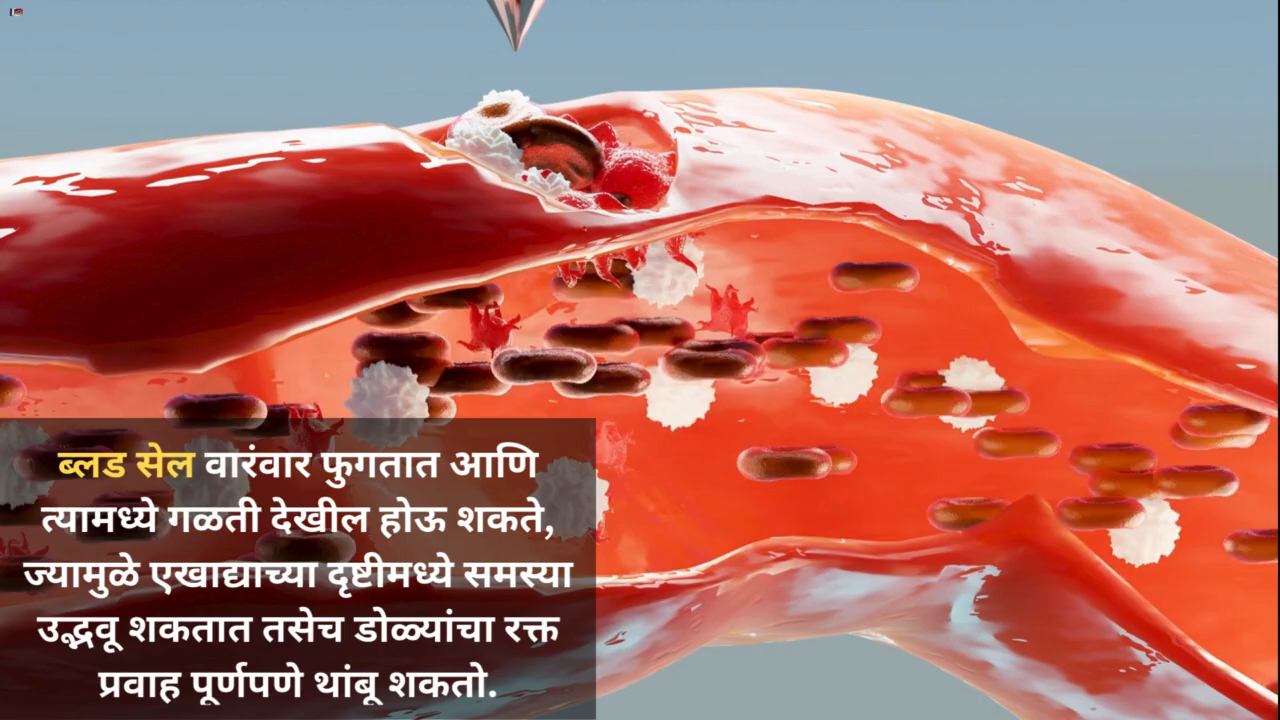 ब्लड सेल वारंवार फुगतात आणि
त्यामध्ये गळती देखील होऊ शकते,
ज्यामुळे एखाद्याच्या दृष्टीमध्ये समस्या
उद्भवू शकतात तसेच डोळ्यांचा रक्त
प्रवाह पूर्णपणे थांबू शकतो.